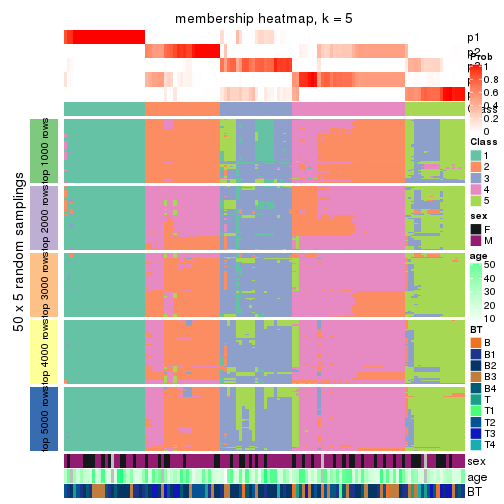 membership heatmap, k = 5
p1
p2
Prob
1
0.8
0.6
0.4
0.2
0
Class
1
2
3
4
5
sex
F
M
age
50
40
30
20
10
BT
B
B1
B2
B3
B4
T
T1
T2
T3
T4
50 x 5 random samplings
top 1000 rows
top 2000 rows
top 3000 rows
top 4000 rows
top 5000 rows
sex
age
BT